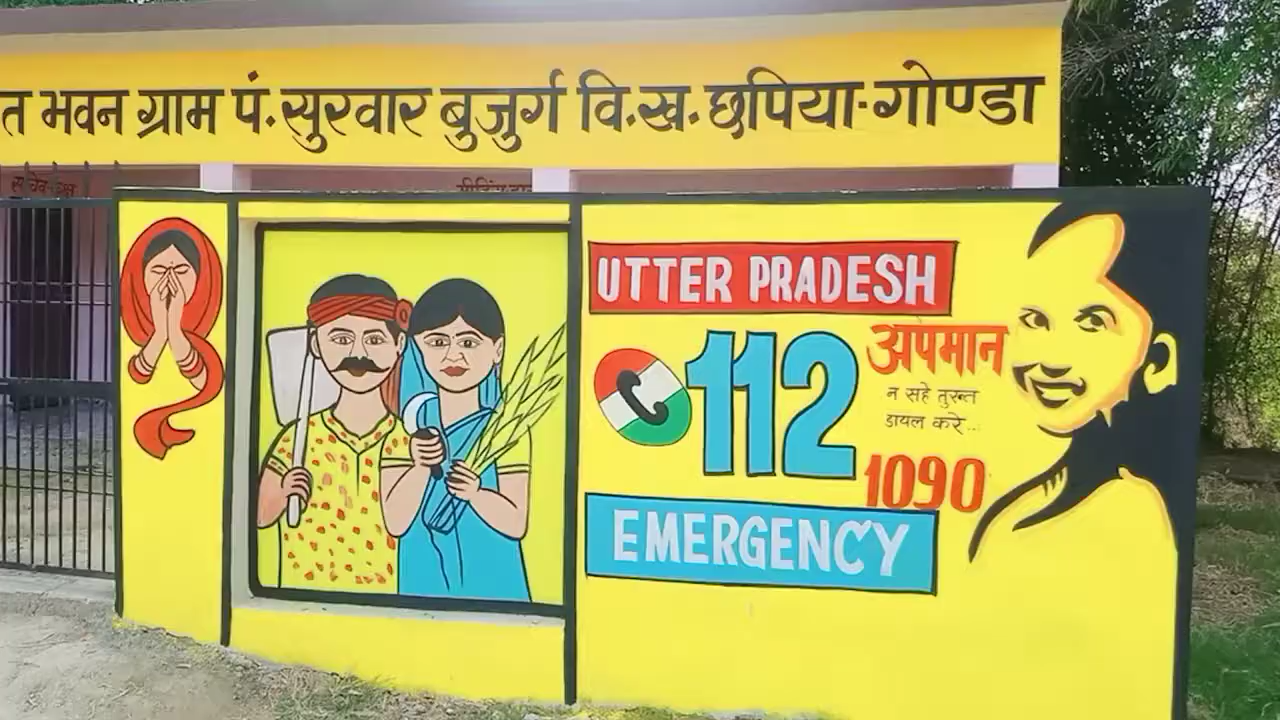 त भवन ग्राम पं. सुरवार बुजुर्ग वि.ख. छपिया-गोण्डा
UTTER PRADESH
112
अपमान
न सहे तुरन्त
डायल करे...
1090
EMERGENCY